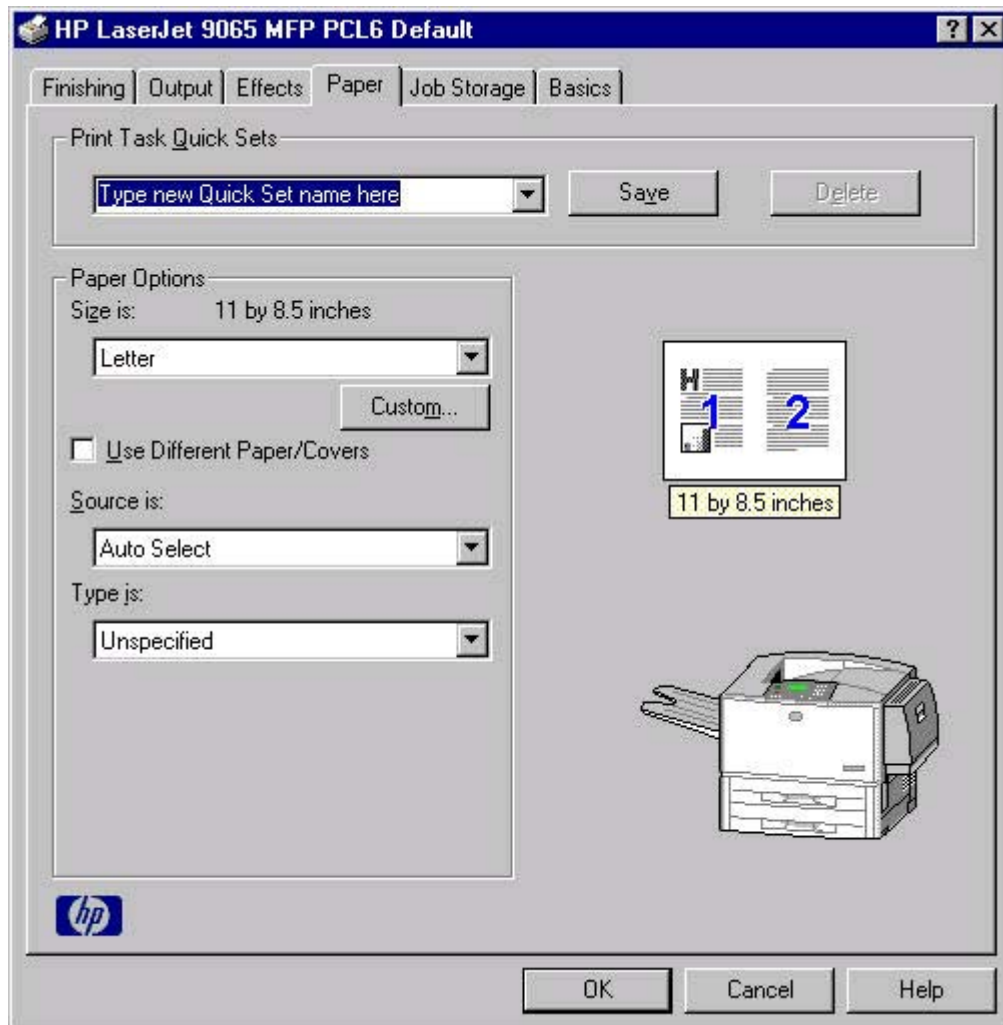 HP LaserJet 9065 MFP PCL6 Default
Finishing Output Effects Paper Job Storage Basics
Print Task Quick Sets
Type new Quick Set name here Save Delete
Paper Options
Size is: 11 by 8.5 inches
Letter
Custom...
Use Different Paper/Covers
Source is:
Auto Select
Type is:
Unspecified
1 2
11 by 8.5 inches
hp
OK Cancel Help